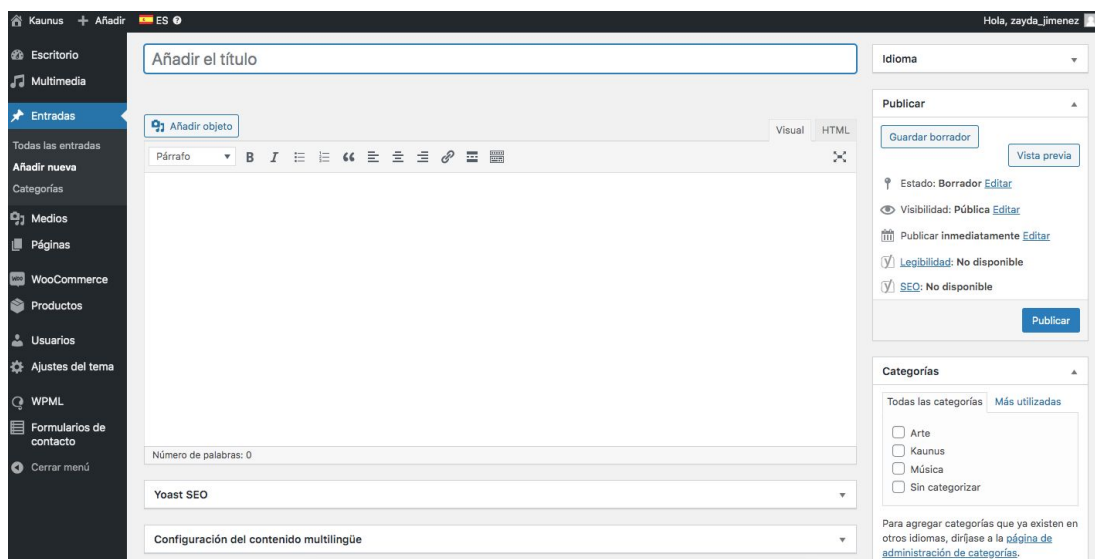 Kaunus + Añadir ES
Hola, zayda_jimenez
Escritorio
Multimedia
Entradas
Todas las entradas
Añadir nueva
Categorías
Medios
Páginas
WooCommerce
Productos
Usuarios
Ajustes del tema
WPML
Formularios de
contacto
Cerrar menú
Añadir el título
Añadir objeto
Visual HTML
Párrafo B I
Número de palabras: 0
Yoast SEO
Configuración del contenido multilingüe
Idioma
Publicar
Guardar borrador
Vista previa
Estado: Borrador Editar
Visibilidad: Pública Editar
Publicar inmediatamente Editar
Legibilidad: No disponible
SEO: No disponible
Publicar
Categorías
Todas las categorías Más utilizadas
Arte
Kaunus
Música
Sin categorizar
Para agregar categorías que ya existen en
otros idiomas, diríjase a la página de
administración de categorías.